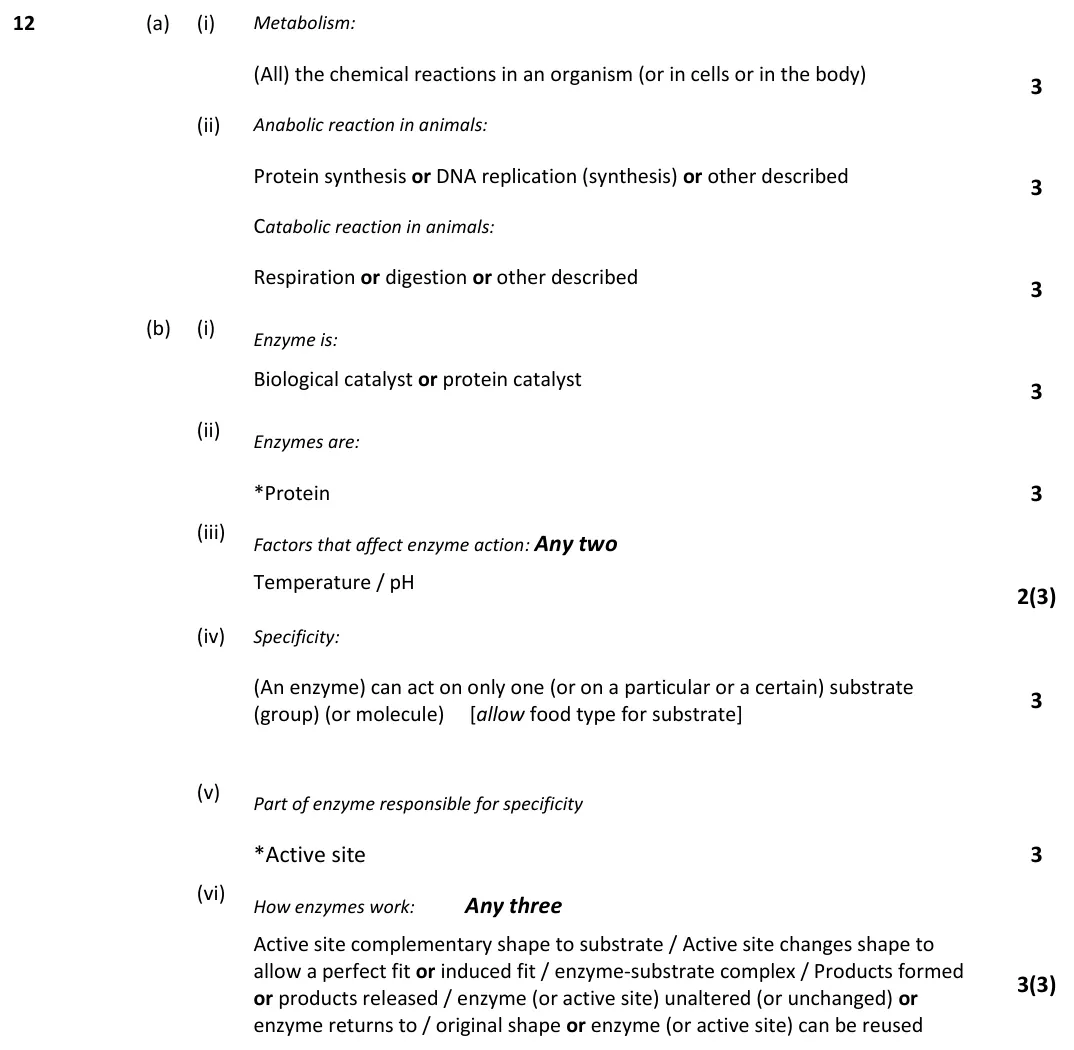 12 (a) (i) Metabolism:
(All) the chemical reactions in an organism (or in cells or in the body)
3
(ii) Anabolic reaction in animals:
Protein synthesis or DNA replication (synthesis) or other described
3
Catabolic reaction in animals:
Respiration or digestion or other described
3
(b) (i) Enzyme is:
Biological catalyst or protein catalyst
3
(ii) Enzymes are:
*Protein 3
(iii) Factors that affect enzyme action: Any two
Temperature / pH
2(3)
(iv) Specificity:
(An enzyme) can act on only one (or on a particular or a certain) substrate
3
(group) (or molecule) [allow food type for substrate]
(v) Part of enzyme responsible for specificity
*Active site 3
(vi) How enzymes work: Any three
Active site complementary shape to substrate / Active site changes shape to
allow a perfect fit or induced fit / enzyme-substrate complex / Products formed
3(3)
or products released / enzyme (or active site) unaltered (or unchanged) or
enzyme returns to / original shape or enzyme (or active site) can be reused